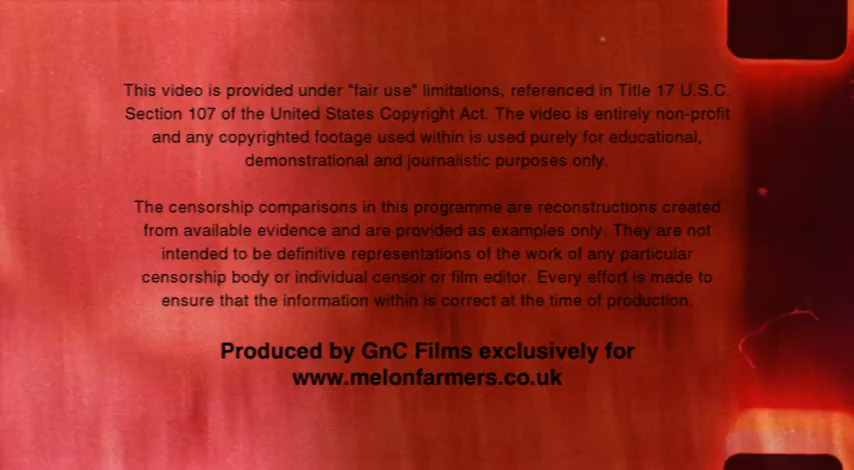 This video is provided under "fair use" limitations, referenced in Title 17 U.S.C.
Section 107 of the United States Copyright Act. The video is entirely non-profit
and any copyrighted footage used within is used purely for educational,
demonstrational and journalistic purposes only.
The censorship comparisons in this programme are reconstructions created
from available evidence and are provided as examples only. They are not
intended to be definitive representations of the work of any particular
censorship body or individual censor or film editor. Every effort is made to
ensure that the information within is correct at the time of production.
Produced by GnC Films exclusively for
www.melonfarmers.co.uk